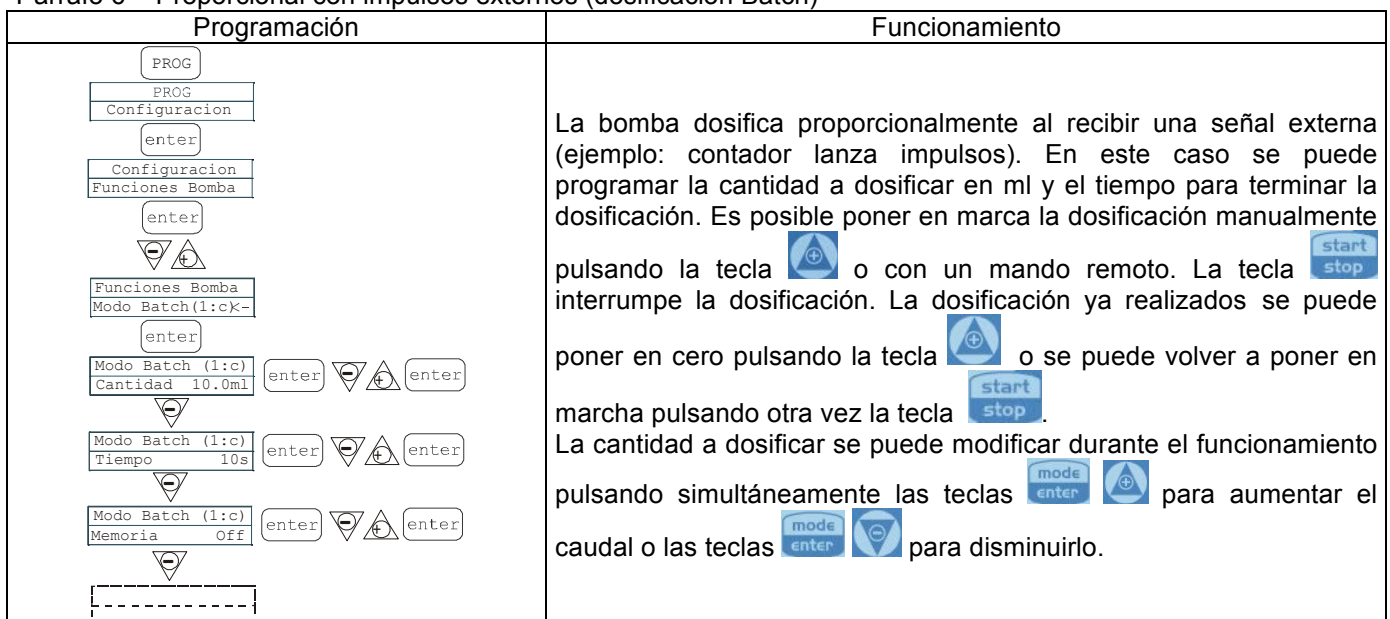 Párrafo – Proporcional con impulsos externos (dosificación Batch)
Programación
PROG
PROG
Configuracion
enter
Configuracion
Funciones Bomba
enter
Funciones Bomba
Modo Batch(1:c)<-
enter
Modo Batch (1:c)
Cantidad 10.0ml
enter enter
Modo Batch (1:c)
Tiempo 10s
enter enter
Modo Batch (1:c)
Memoria Off
enter enter
Funcionamiento
La bomba dosifica proporcionalmente al recibir una señal externa
(ejemplo: contador lanza impulsos). En este caso se puede
programar la cantidad a dosificar en ml y el tiempo para terminar la
dosificación. Es posible poner en marcha la dosificación manualmente
pulsando la tecla o con un mando remoto. La tecla start stop
interrumpe la dosificación. La dosificación ya realizados se puede
poner en cero pulsando la tecla o se puede volver a poner en
marcha pulsando otra vez la tecla start stop.
La cantidad a dosificar se puede modificar durante el funcionamiento
pulsando simultáneamente las teclas mode enter para aumentar el
caudal o las teclas mode enter para disminuirlo.